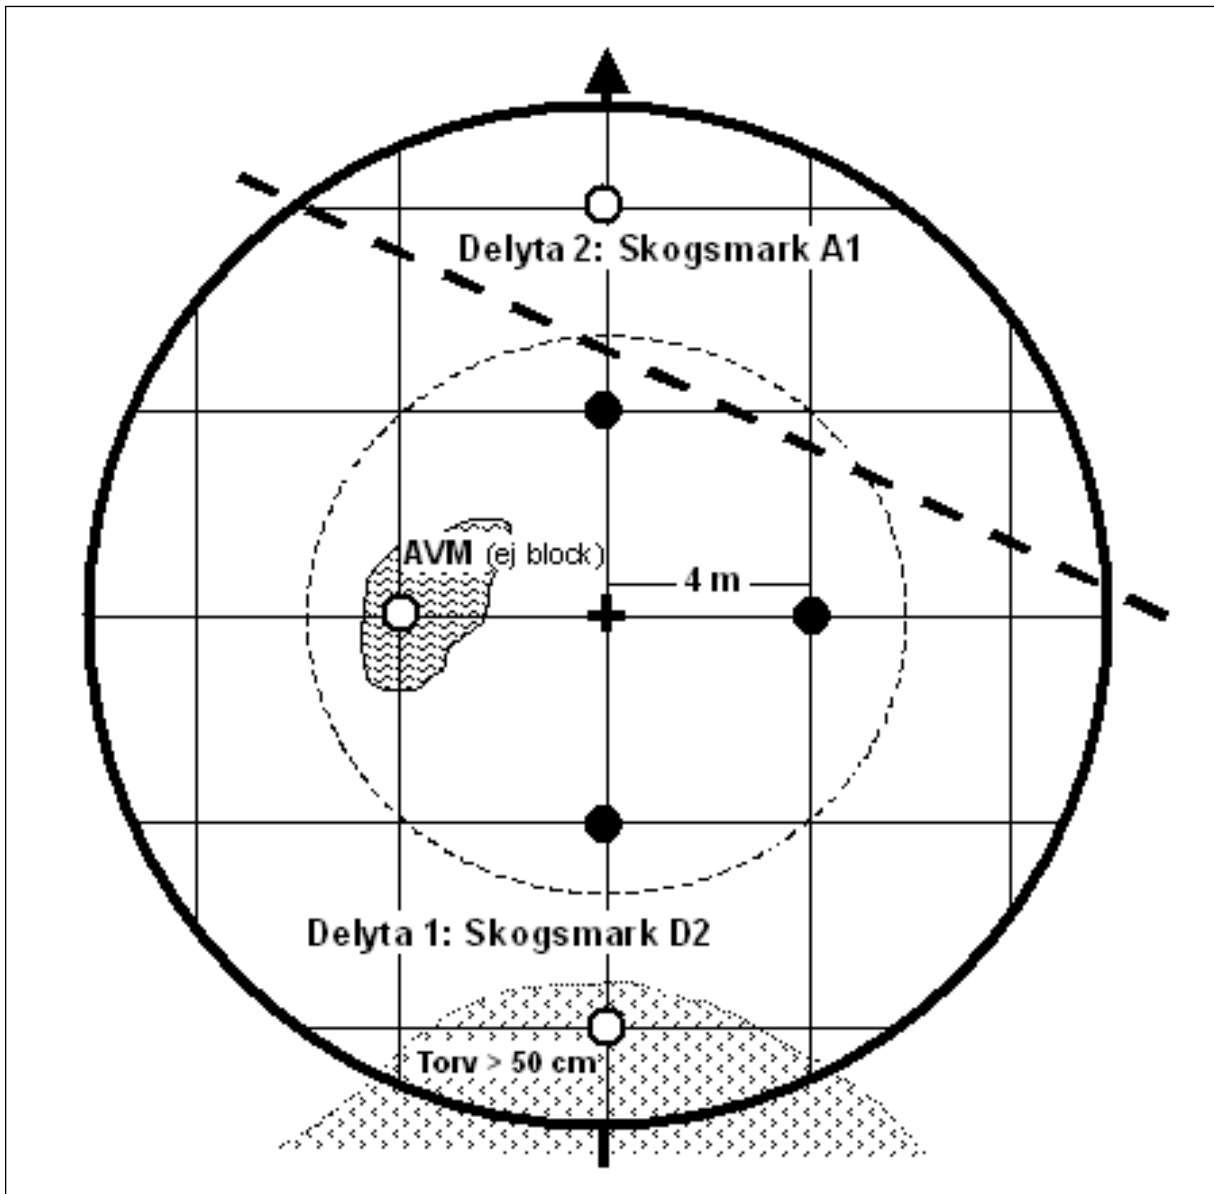 Delyta 2: Skogsmark A1
AVM (ej block)
4 m
Delyta 1: Skogsmark D2
Torv > 50 cm